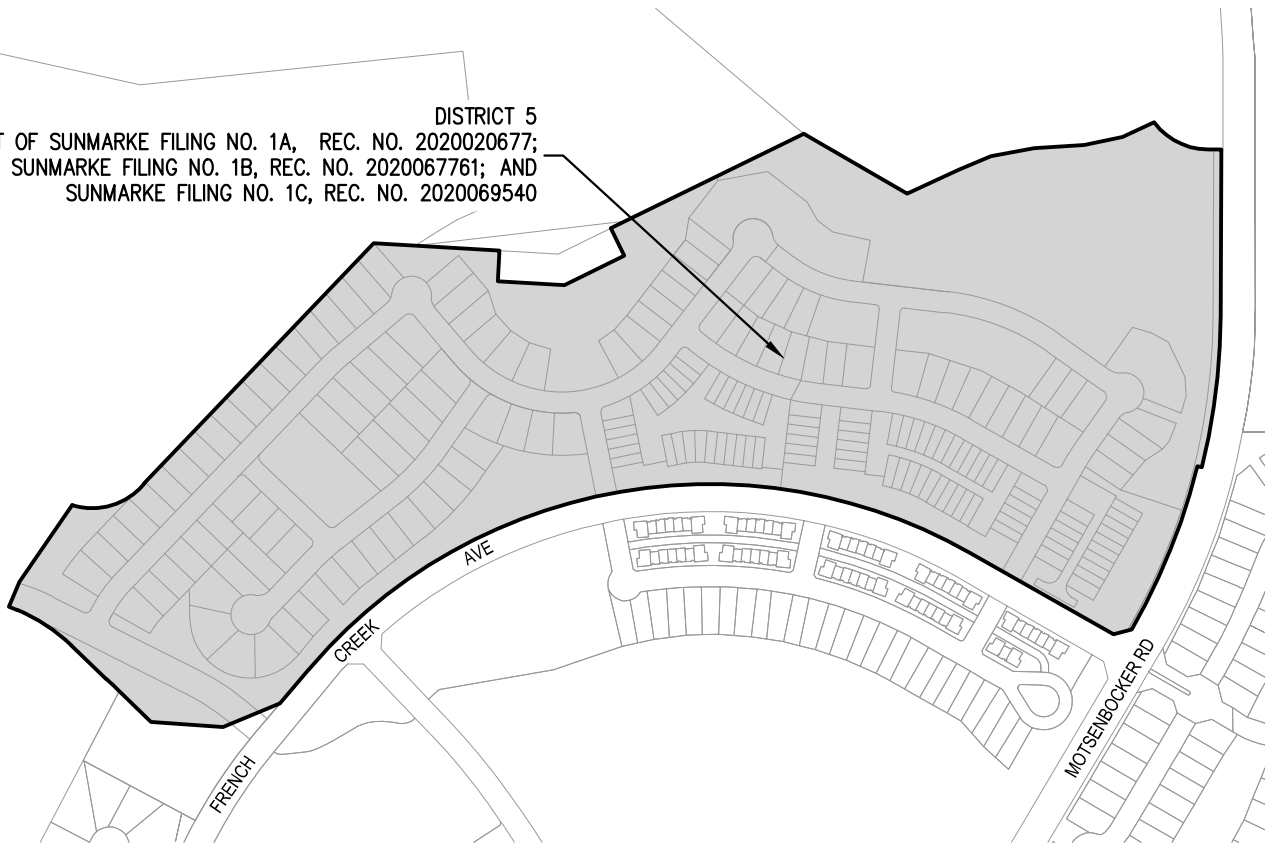 DISTRICT 5
OF SUNMARKE FILING NO. 1A, REC. NO. 2020020677;
SUNMARKE FILING NO. 1B, REC. NO. 2020067761; AND
SUNMARKE FILING NO. 1C, REC. NO. 2020069540
FRENCH CREEK AVE
MOTSENBOCKER RD